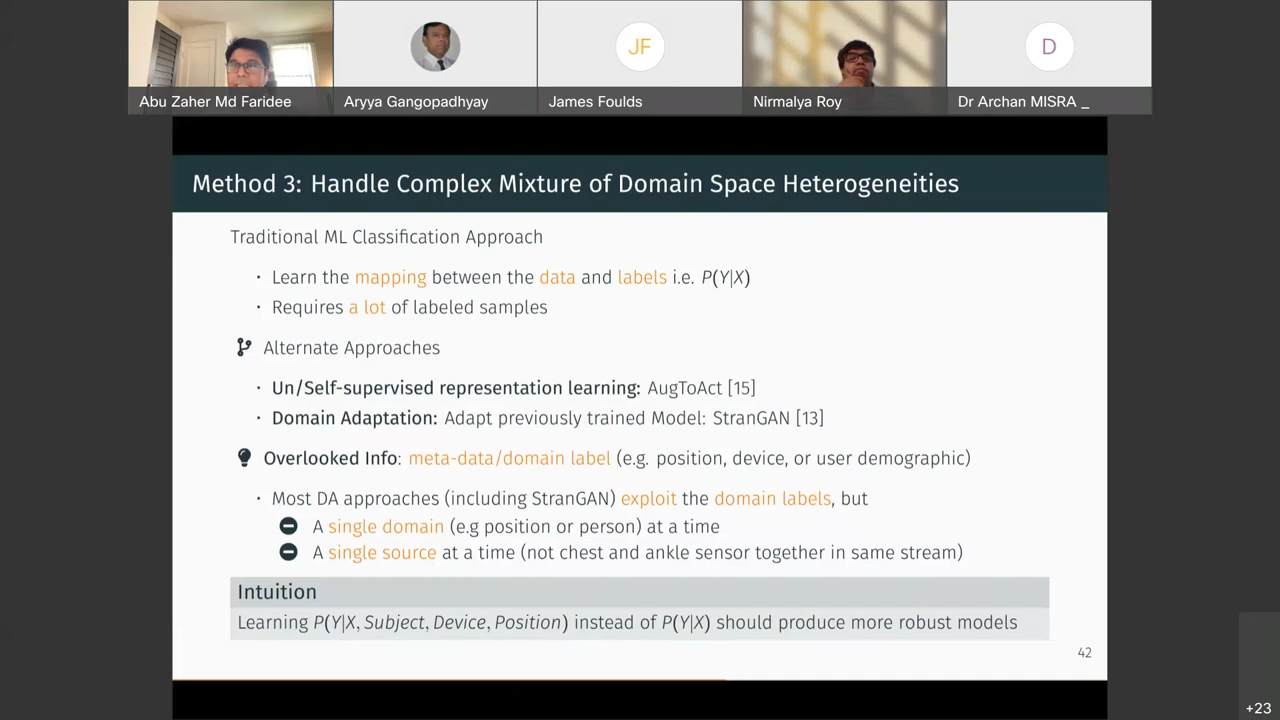 JF
D
Abu Zaher Md Faridee
Aryya Gangopadhyay
James Foulds
Nirmalya Roy
Dr Archan MISRA _
Method 3: Handle Complex Mixture of Domain Space Heterogeneities
Traditional ML Classification Approach
· Learn the mapping between the data and labels i.e. P(Y|X)
· Requires a lot of labeled samples
Alternate Approaches
· Un/Self-supervised representation learning: AugToAct [15]
· Domain Adaptation: Adapt previously trained Model: StranGAN [13]
Overlooked Info: meta-data/domain label (e.g. position, device, or user demographic)
· Most DA approaches (including StranGAN) exploit the domain labels, but
A single domain (e.g position or person) at a time
A single source at a time (not chest and ankle sensor together in same stream)
Intuition
Learning P(Y|X, Subject, Device, Position) instead of P(Y|X) should produce more robust models
42
+23